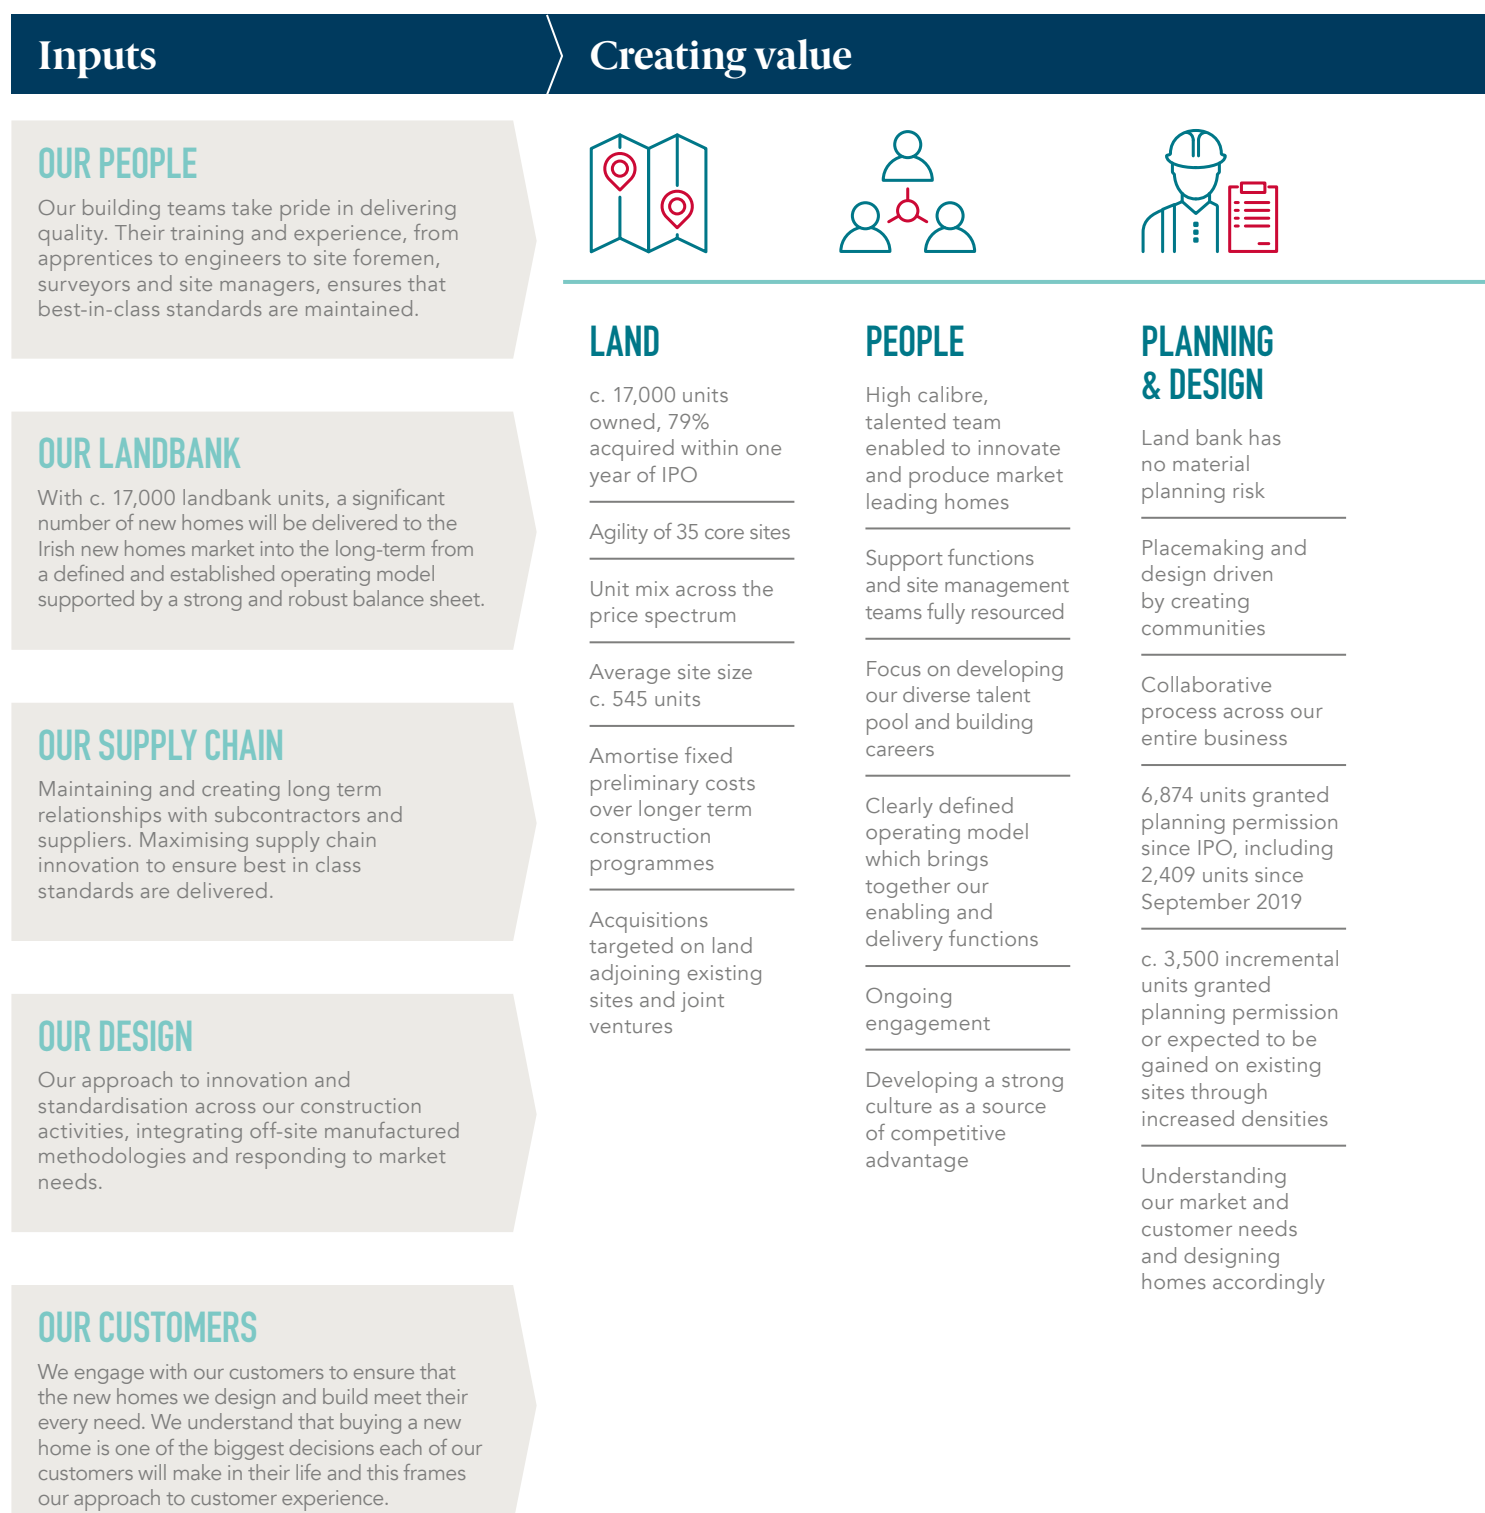 Inputs
Creating value
OUR PEOPLE
Our building teams take pride in delivering
quality. Their training and experience, from
apprentices to engineers to site foremen,
surveyors and site managers, ensures that
best-in-class standards are maintained.
OUR LANDBANK
With c. 17,000 landbank units, a significant
number of new homes will be delivered to the
Irish new homes market into the long-term from
a defined and established operating model
supported by a strong and robust balance sheet.
OUR SUPPLY CHAIN
Maintaining and creating long term
relationships with subcontractors and
suppliers. Maximising supply chain
innovation to ensure best in class
standards are delivered.
OUR DESIGN
Our approach to innovation and
standardisation across our construction
activities, integrating off-site manufactured
methodologies and responding to market
needs.
OUR CUSTOMERS
We engage with our customers to ensure that
the new homes we design and build meet their
every need. We understand that buying a new
home is one of the biggest decisions each of our
customers will make in their life and this frames
our approach to customer experience.
LAND
c. 17,000 units
owned, 79%
acquired within one
year of IPO
Agility of 35 core sites
Unit mix across the
price spectrum
Average site size
c. 545 units
Amortise fixed
preliminary costs
over longer term
construction
programmes
Acquisitions
targeted on land
adjoining existing
sites and joint
ventures
PEOPLE
High calibre,
talented team
enabled to innovate
and produce market
leading homes
Support functions
and site management
teams fully resourced
Focus on developing
our diverse talent
pool and building
careers
Clearly defined
operating model
which brings
together our
enabling and
delivery functions
Ongoing
engagement
Developing a strong
culture as a source
of competitive
advantage
PLANNING
& DESIGN
Land bank has
no material
planning risk
Placemaking and
design driven
by creating
communities
Collaborative
process across our
entire business
6,874 units granted
planning permission
since IPO, including
2,409 units since
September 2019
c. 3,500 incremental
units granted
planning permission
or expected to be
gained on existing
sites through
increased densities
Understanding
our market and
customer needs
and designing
homes accordingly